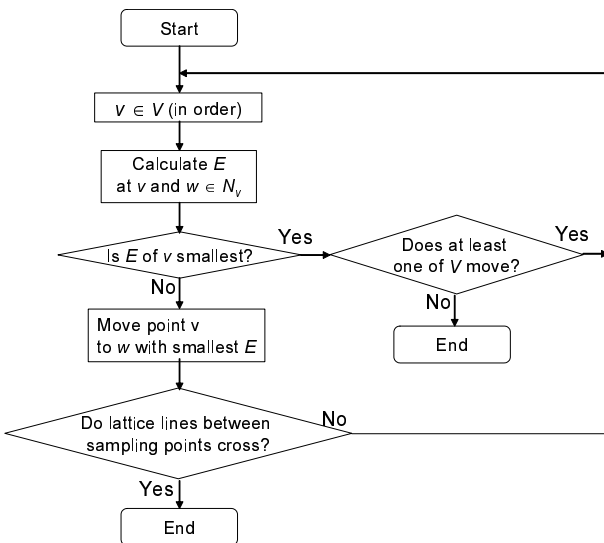 Start
v ∈ V (in order)
Calculate E
at v and w ∈ Nv
Is E of v smallest?
Yes
No
Does at least
one of V move?
Yes
No
End
Move point v
to w with smallest E
Do lattice lines between
sampling points cross?
No
Yes
End